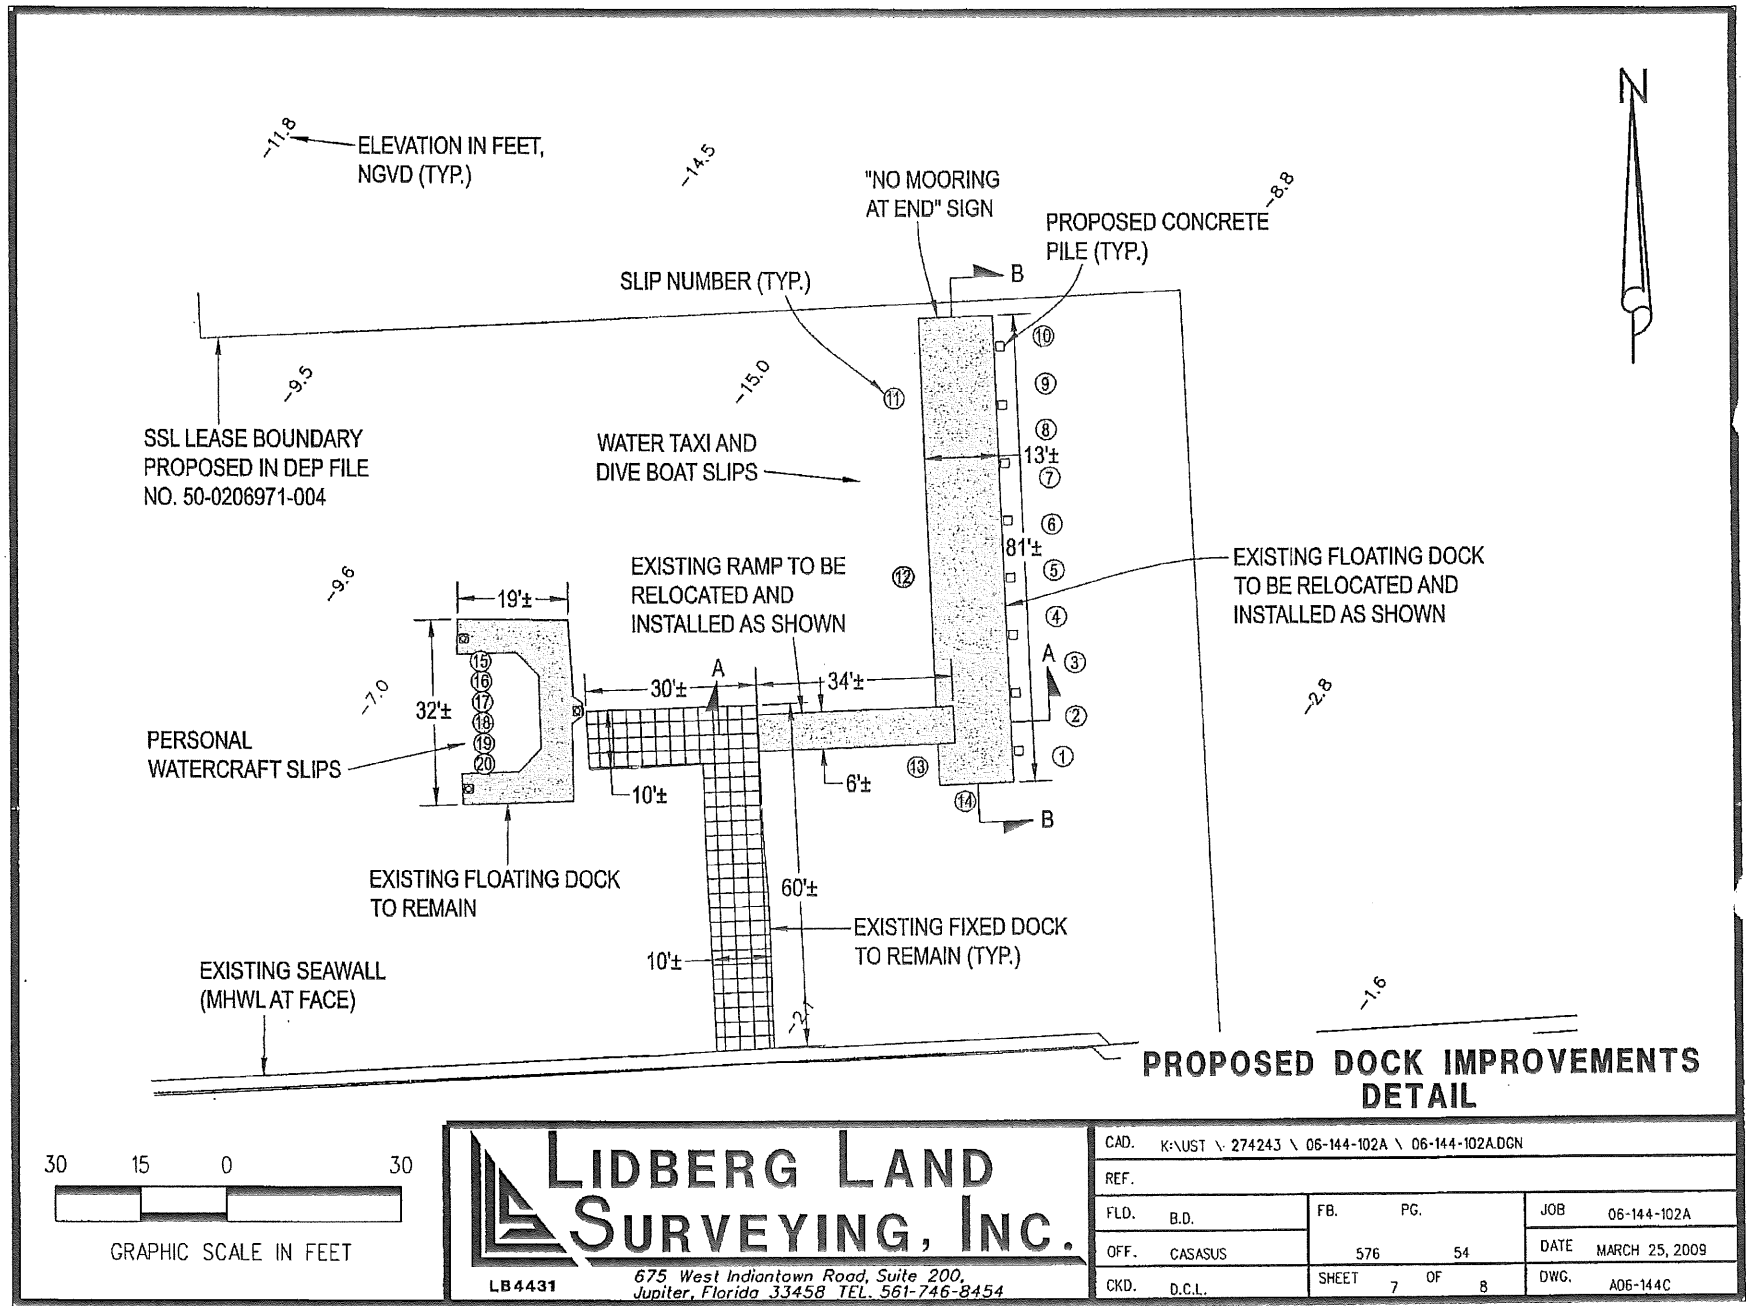 N
-11.8
ELEVATION IN FEET,
NGVD (TYP.)
-14.5
"NO MOORING
AT END" SIGN
-8.8
PROPOSED CONCRETE
PILE (TYP.)
B
SLIP NUMBER (TYP.)
10
-9.5
-15.0
9
11
8
SSL LEASE BOUNDARY
PROPOSED IN DEP FILE
NO. 50-0206971-004
WATER TAXI AND
DIVE BOAT SLIPS
13'±
7
6
81'±
EXISTING FLOATING DOCK
TO BE RELOCATED AND
INSTALLED AS SHOWN
-9.6
EXISTING RAMP TO BE
RELOCATED AND
INSTALLED AS SHOWN
12
5
19'±
4
15
16
17
18
19
20
A
A
3
30'±
34'±
-7.0
32'±
-2.8
2
PERSONAL
WATERCRAFT SLIPS
13
1
10'±
6'±
14
B
EXISTING FLOATING DOCK
TO REMAIN
60'±
EXISTING FIXED DOCK
TO REMAIN (TYP.)
10'±
EXISTING SEAWALL
(MHWL AT FACE)
-1.6
PROPOSED DOCK IMPROVEMENTS
DETAIL
30 15 0 30
GRAPHIC SCALE IN FEET
LIDBERG LAND
SURVEYING, INC.
LB4431
675 West Indiantown Road, Suite 200,
Jupiter, Florida 33458 TEL. 561-746-8454
CAD. K:\UST \ 274243 \ 06-144-102A \ 06-144-102A.DGN
REF.
FLD. B.D.
FB. PG.
576 54
JOB 06-144-102A
OFF. CASASUS
DATE MARCH 25, 2009
CKD. D.C.L.
SHEET 7 OF 8
DWG. A06-144C